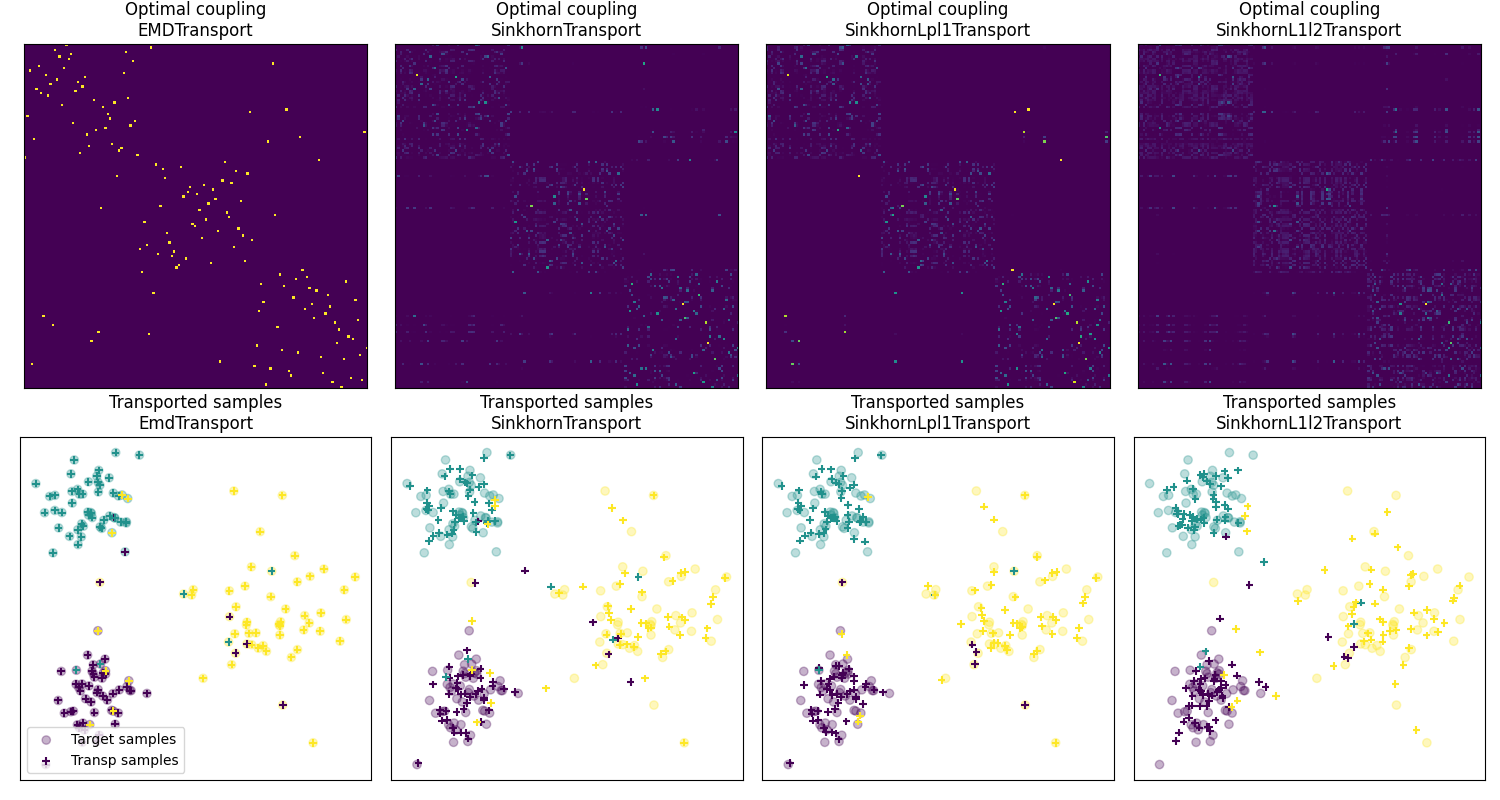 Optimal coupling
EMDTransport
Optimal coupling
SinkhornTransport
Optimal coupling
SinkhornLpl1Transport
Optimal coupling
SinkhornL1l2Transport
Transported samples
EmdTransport
Transported samples
SinkhornTransport
Transported samples
SinkhornLpl1Transport
Transported samples
SinkhornL1l2Transport
Target samples
Transp samples